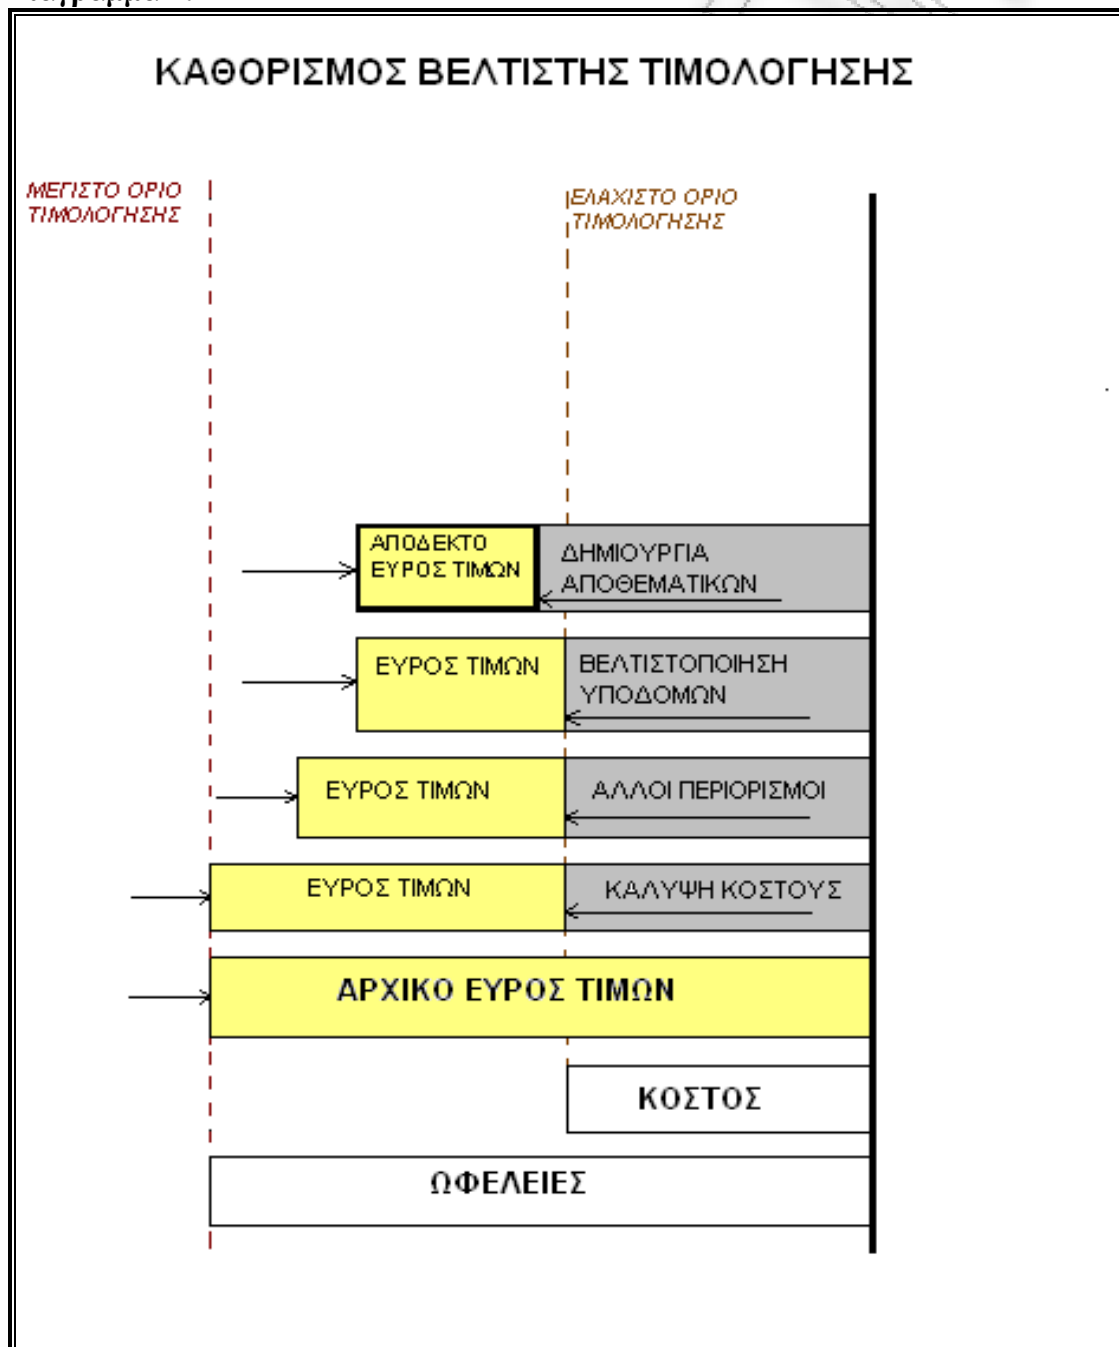 ΚΑΘΟΡΙΣΜΟΣ ΒΕΛΤΙΣΤΗΣ ΤΙΜΟΛΟΓΗΣΗΣ
ΜΕΓΙΣΤΟ ΟΡΙΟ
ΤΙΜΟΛΟΓΗΣΗΣ
ΕΛΑΧΙΣΤΟ ΟΡΙΟ
ΤΙΜΟΛΟΓΗΣΗΣ
ΑΠΟΔΕΚΤΟ
ΕΥΡΟΣ ΤΙΜΩΝ
ΔΗΜΙΟΥΡΓΙΑ
ΑΠΟΘΕΜΑΤΙΚΩΝ
ΕΥΡΟΣ ΤΙΜΩΝ
ΒΕΛΤΙΣΤΟΠΟΙΗΣΗ
ΥΠΟΔΟΜΩΝ
ΕΥΡΟΣ ΤΙΜΩΝ
ΑΛΛΟΙ ΠΕΡΙΟΡΙΣΜΟΙ
ΕΥΡΟΣ ΤΙΜΩΝ
ΚΑΛΥΨΗ ΚΟΣΤΟΥΣ
ΑΡΧΙΚΟ ΕΥΡΟΣ ΤΙΜΩΝ
ΚΟΣΤΟΣ
ΩΦΕΛΕΙΕΣ